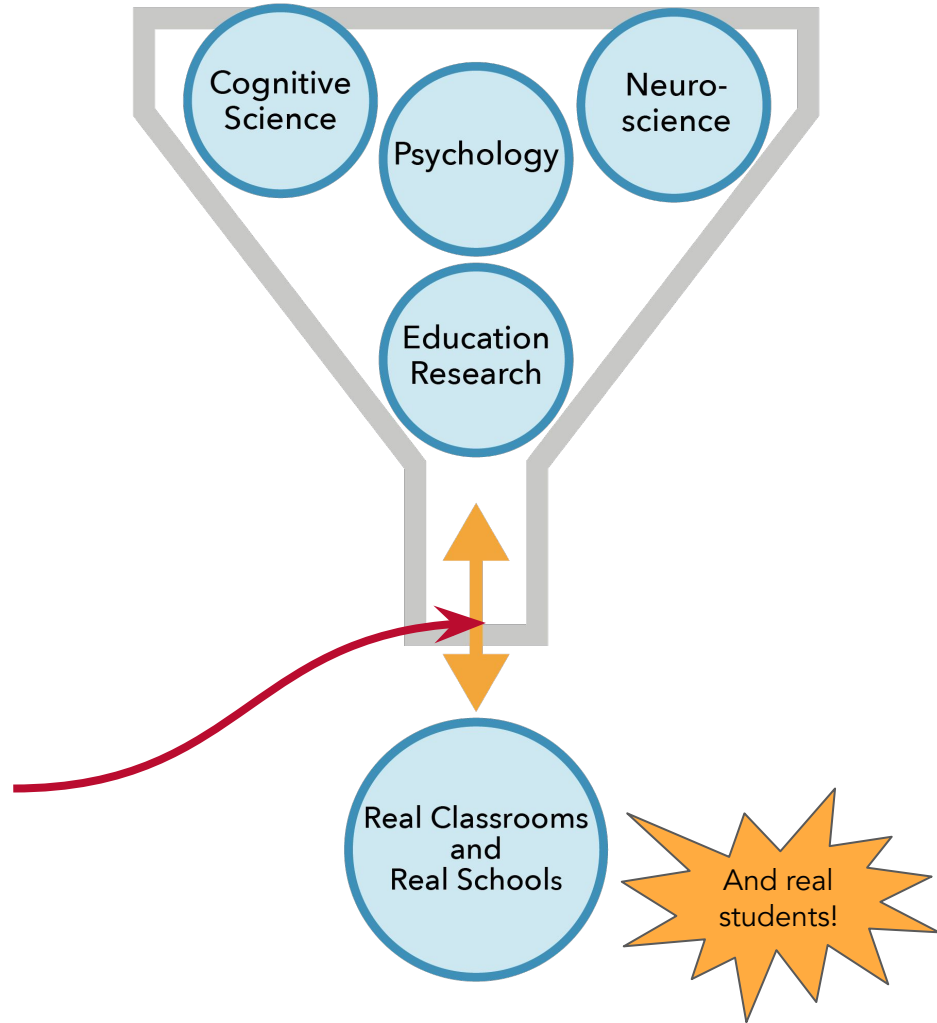 Cognitive
Science
Psychology
Neuro-
science
Education
Research
Real Classrooms
and
Real Schools
And real
students!